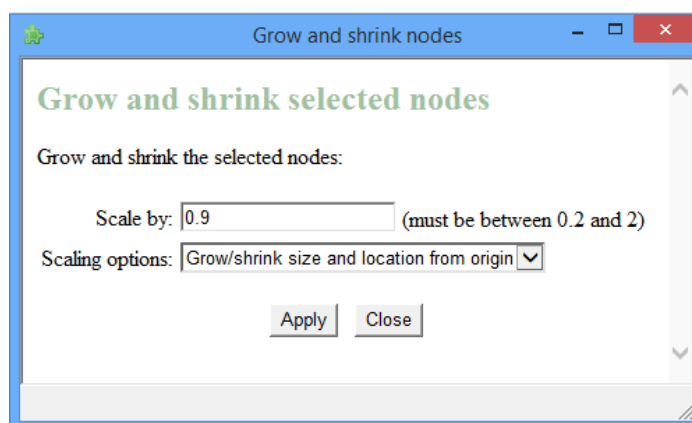 Grow and shrink nodes
Grow and shrink selected nodes
Grow and shrink the selected nodes:
Scale by: 0.9 (must be between 0.2 and 2)
Scaling options: Grow/shrink size and location from origin
Apply Close